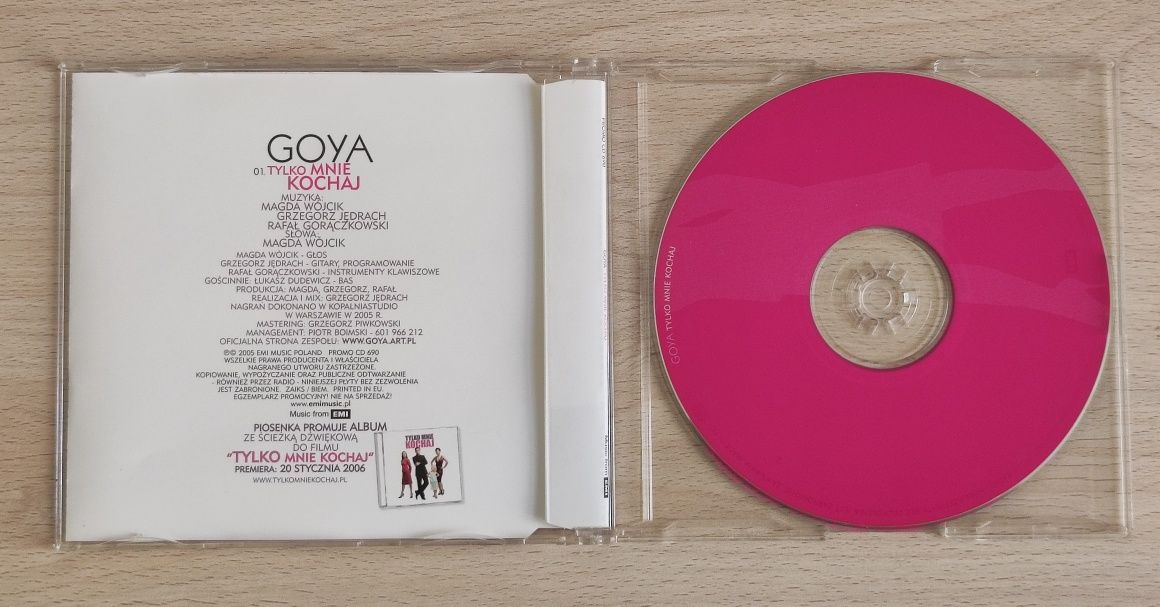 GOYA
01. TYLKO MNIE
KOCHAJ
MUZYKA:
MAGDA WÓJCIK
GRZEGORZ JĘDRACH
RAFAŁ GORĄCZKOWSKI
SŁOWA:
MAGDA WÓJCIK
MAGDA WÓJCIK - GŁOS
GRZEGORZ JĘDRACH - GITARY, PROGRAMOWANIE
RAFAŁ GORĄCZKOWSKI - INSTRUMENTY KLAWISZOWE
GOŚCINNIE: ŁUKASZ DUDEWICZ - BAS
PRODUKCJA: MAGDA, GRZEGORZ, RAFAŁ
REALIZACJA I MIX: GRZEGORZ JĘDRACH
NAGRAŃ DOKONANO W KOPALNIASTUDIO
W WARSZAWIE W 2005 R.
MASTERING: GRZEGORZ PIWKOWSKI
MANAGEMENT: PIOTR BOIMSKI - 601 966 212
OFICJALNA STRONA ZESPOŁU: WWW.GOYA.ART.PL
℗© 2005 EMI MUSIC POLAND PROMO CD 690
WSZELKIE PRAWA PRODUCENTA I WŁAŚCICIELA
NAGRANEGO UTWORU ZASTRZEŻONE.
KOPIOWANIE, WYPOŻYCZANIE ORAZ PUBLICZNE ODTWARZANIE
- RÓWNIEŻ PRZEZ RADIO - NINIEJSZEJ PŁYTY BEZ ZEZWOLENIA
JEST ZABRONIONE. ZAIKS / BIEM. PRINTED IN EU.
EGZEMPLARZ PROMOCYJNY! NIE NA SPRZEDAŻ!
www.emimusic.pl
Music from EMI
PIOSENKA PROMUJE ALBUM
ZE ŚCIEŻKĄ DŹWIĘKOWĄ
DO FILMU
"TYLKO MNIE KOCHAJ"
PREMIERA: 20 STYCZNIA 2006
WWW.TYLKOMNIEKOCHAJ.PL
TYLKO MNIE
KOCHAJ
PROMO CD 690
Music from EMI
GOYA TYLKO MNIE KOCHAJ